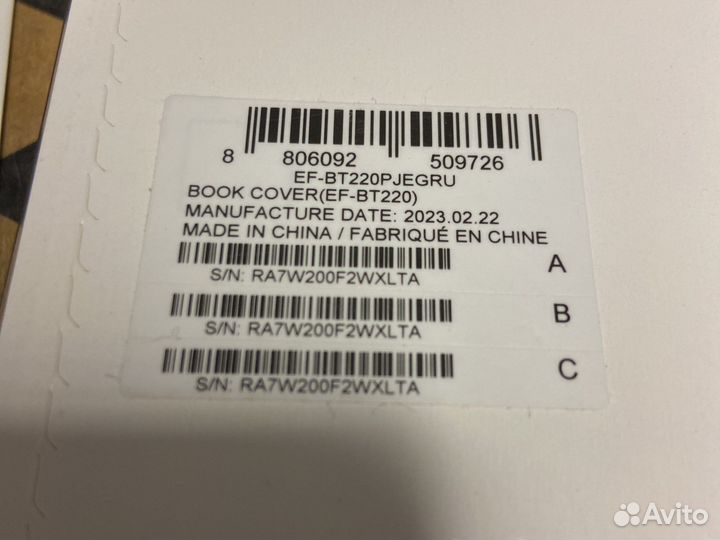 8 806092 509726
EF-BT220PJEGRU
BOOK COVER(EF-BT220)
MANUFACTURE DATE: 2023.02.22
MADE IN CHINA / FABRIQUÉ EN CHINE
A
S/N: RA7W200F2WXLTA
B
S/N: RA7W200F2WXLTA
C
S/N: RA7W200F2WXLTA
Avito